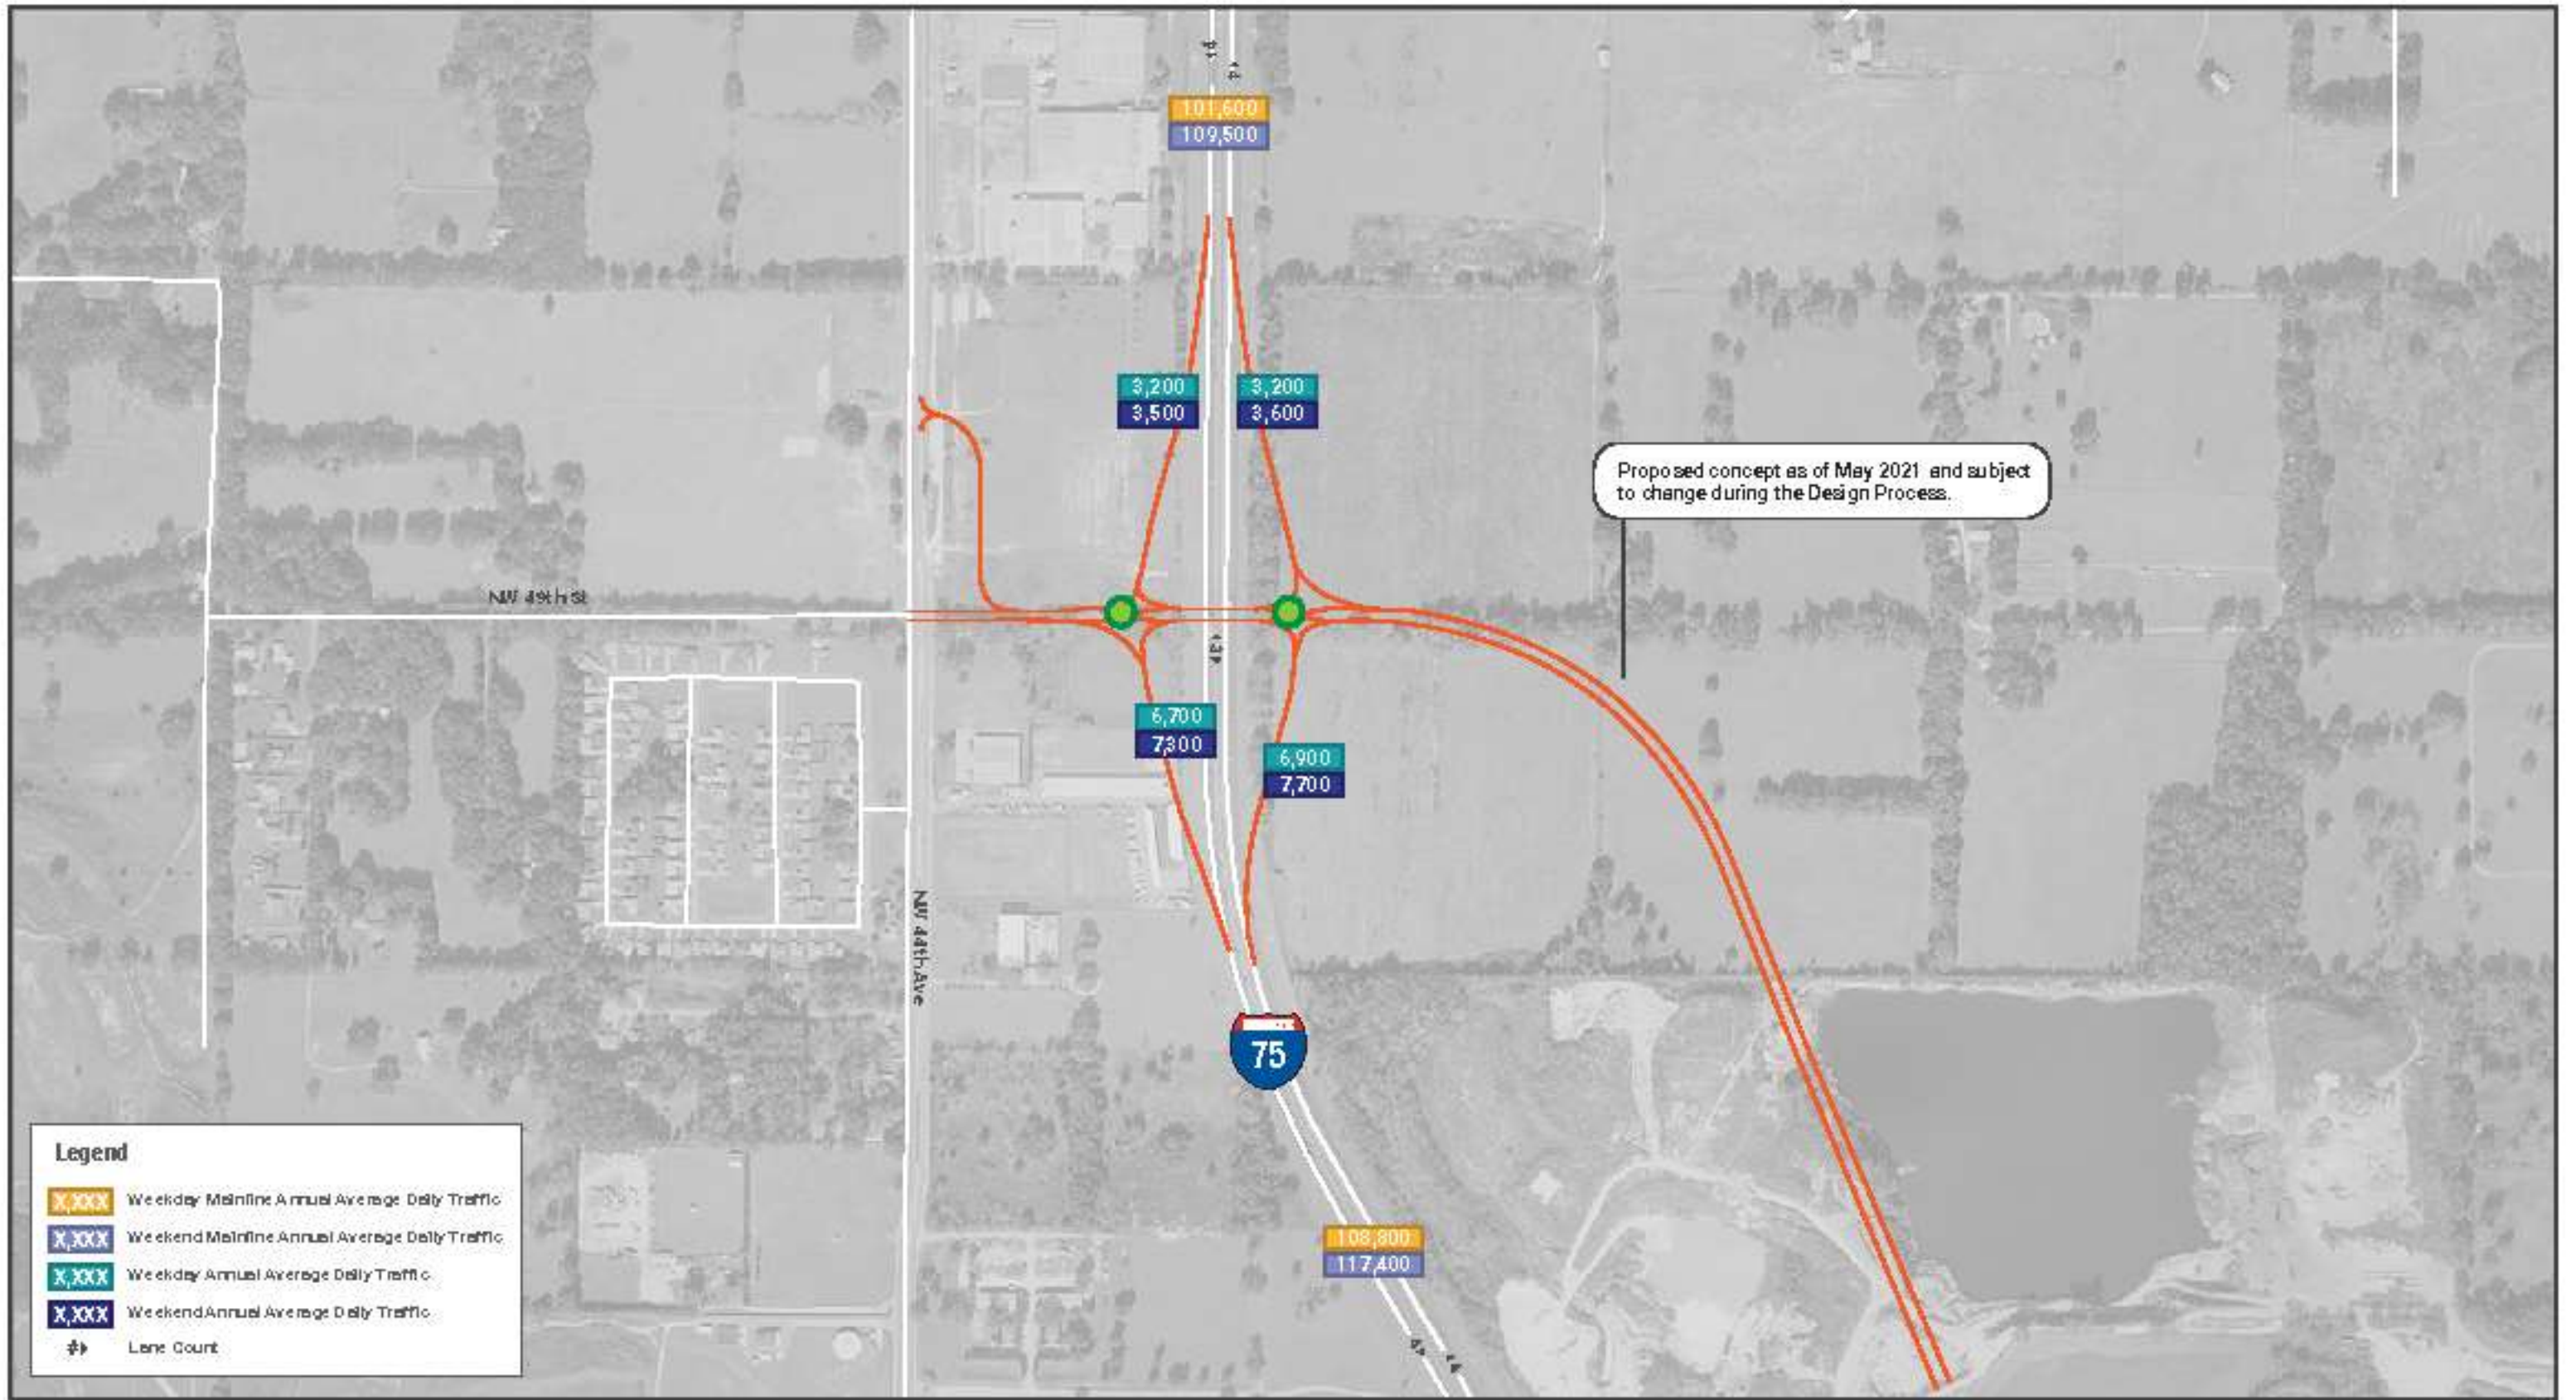 101,600
109,500
3,200
3,500
3,200
3,600
Proposed concept as of May 2021 and subject
to change during the Design Process.
NW 49th St
6,700
7,300
6,900
7,700
NW 44th Ave
75
108,800
117,400
Legend
X,XXX Weekday Mainline Annual Average Daily Traffic
X,XXX Weekend Mainline Annual Average Daily Traffic
X,XXX Weekday Annual Average Daily Traffic
X,XXX Weekend Annual Average Daily Traffic
# Lane Count